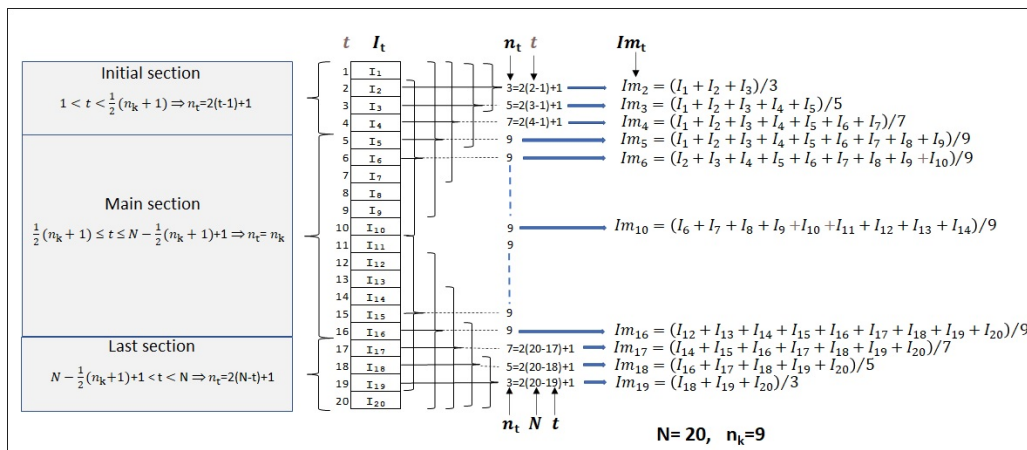 t I_t n_t t Im_t
Initial section
1 < t < 1/2 (n_k + 1) ⇒ n_t=2(t-1)+1
Main section
1/2 (n_k + 1) ≤ t ≤ N − 1/2 (n_k + 1)+1 ⇒ n_t= n_k
Last section
N − 1/2 (n_k+1)+1 < t < N ⇒ n_t=2(N-t)+1
1 I_1
2 I_2 3=2(2-1)+1 Im_2 = (I_1 + I_2 + I_3)/3
3 I_3 5=2(3-1)+1 Im_3 = (I_1 + I_2 + I_3 + I_4 + I_5)/5
4 I_4 7=2(4-1)+1 Im_4 = (I_1 + I_2 + I_3 + I_4 + I_5 + I_6 + I_7)/7
5 I_5 9 Im_5 = (I_1 + I_2 + I_3 + I_4 + I_5 + I_6 + I_7 + I_8 + I_9)/9
6 I_6 9 Im_6 = (I_2 + I_3 + I_4 + I_5 + I_6 + I_7 + I_8 + I_9 + I_10)/9
7 I_7
8 I_8
9 I_9
10 I_10 9 Im_10 = (I_6 + I_7 + I_8 + I_9 + I_10 + I_11 + I_12 + I_13 + I_14)/9
11 I_11 9
12 I_12
13 I_13
14 I_14
15 I_15 9
16 I_16 9 Im_16 = (I_12 + I_13 + I_14 + I_15 + I_16 + I_17 + I_18 + I_19 + I_20)/9
17 I_17 7=2(20-17)+1 Im_17 = (I_14 + I_15 + I_16 + I_17 + I_18 + I_19 + I_20)/7
18 I_18 5=2(20-18)+1 Im_18 = (I_16 + I_17 + I_18 + I_19 + I_20)/5
19 I_19 3=2(20-19)+1 Im_19 = (I_18 + I_19 + I_20)/3
20 I_20
n_t N t
N= 20, n_k=9